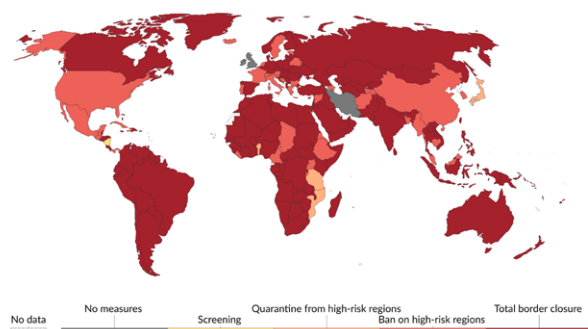 No measures
Quarantine from high-risk regions
Total border closure
No data
Screening
Ban on high-risk regions